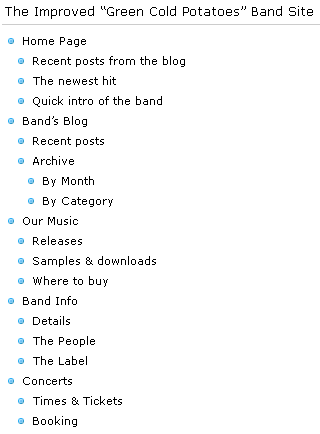 The Improved “Green Cold Potatoes” Band Site
Home Page
Recent posts from the blog
The newest hit
Quick intro of the band
Band’s Blog
Recent posts
Archive
By Month
By Category
Our Music
Releases
Samples & downloads
Where to buy
Band Info
Details
The People
The Label
Concerts
Times & Tickets
Booking